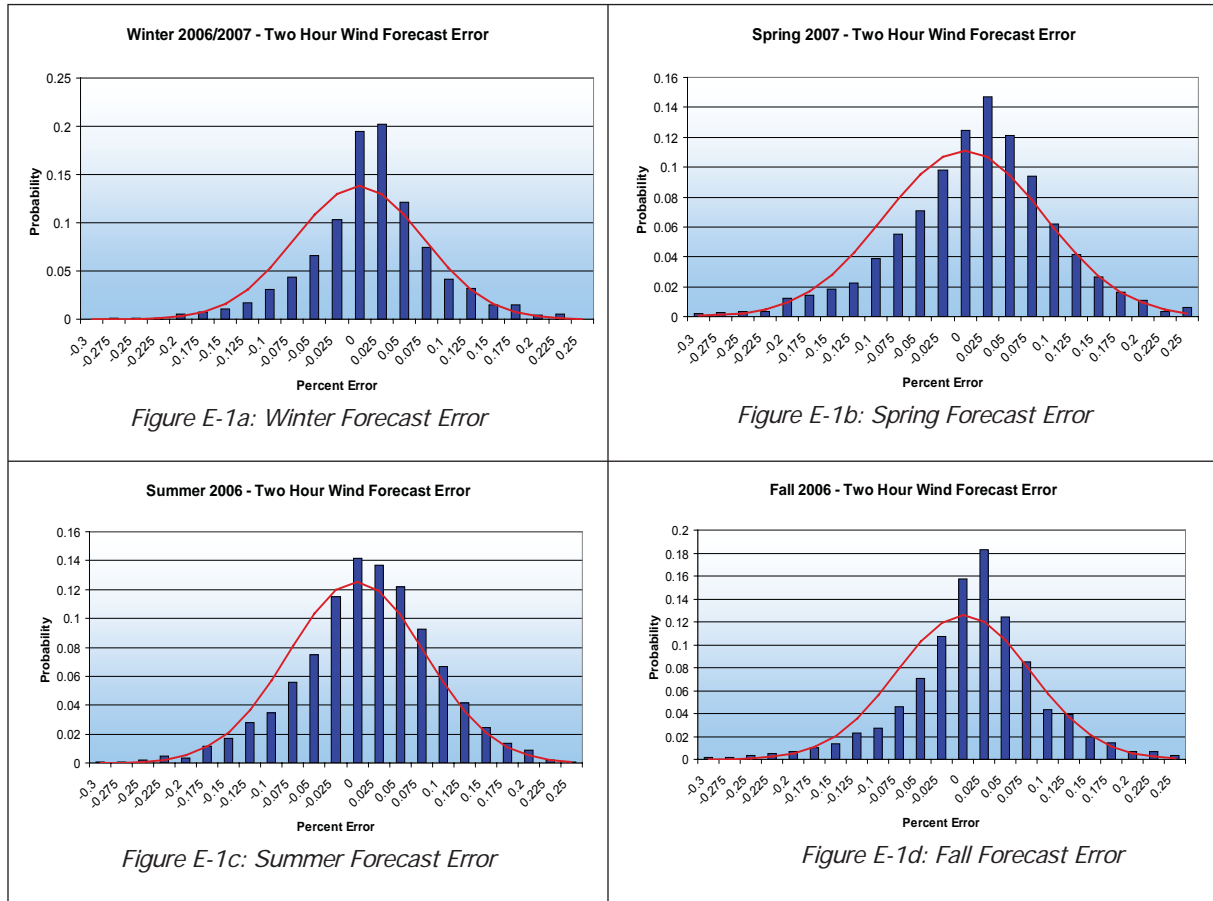 Winter 2006/2007 - Two Hour Wind Forecast Error
Probability
0.25
0.2
0.15
0.1
0.05
0
-0.3 -0.275 -0.25 -0.225 -0.2 -0.175 -0.15 -0.125 -0.1 -0.075 -0.05 -0.025 0 0.025 0.05 0.075 0.1 0.125 0.15 0.175 0.2 0.225 0.25
Percent Error
Figure E-1a: Winter Forecast Error
Spring 2007 - Two Hour Wind Forecast Error
Probability
0.16
0.14
0.12
0.1
0.08
0.06
0.04
0.02
0
-0.3 -0.275 -0.25 -0.225 -0.2 -0.175 -0.15 -0.125 -0.1 -0.075 -0.05 -0.025 0 0.025 0.05 0.075 0.1 0.125 0.15 0.175 0.2 0.225 0.25
Percent Error
Figure E-1b: Spring Forecast Error
Summer 2006 - Two Hour Wind Forecast Error
Probability
0.16
0.14
0.12
0.10
0.08
0.06
0.04
0.02
0
-0.3 -0.275 -0.25 -0.225 -0.2 -0.175 -0.15 -0.125 -0.1 -0.075 -0.05 -0.025 0 0.025 0.05 0.075 0.1 0.125 0.15 0.175 0.2 0.225 0.25
Percent Error
Figure E-1c: Summer Forecast Error
Fall 2006 - Two Hour Wind Forecast Error
Probability
0.2
0.18
0.16
0.14
0.12
0.1
0.08
0.06
0.04
0.02
0
-0.3 -0.275 -0.25 -0.225 -0.2 -0.175 -0.15 -0.125 -0.1 -0.075 -0.05 -0.025 0 0.025 0.05 0.075 0.1 0.125 0.15 0.175 0.2 0.225 0.25
Percent Error
Figure E-1d: Fall Forecast Error